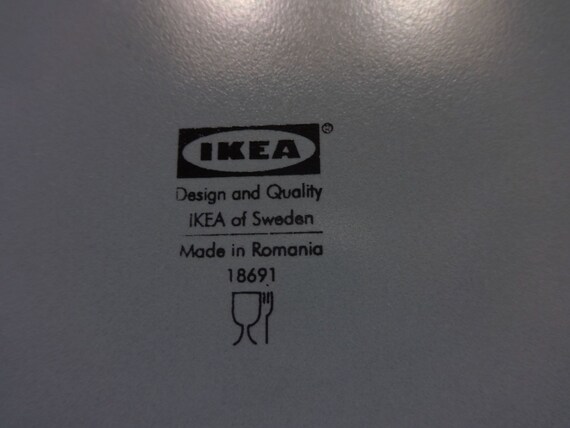 IKEA®
Design and Quality
IKEA of Sweden
Made in Romania
18691